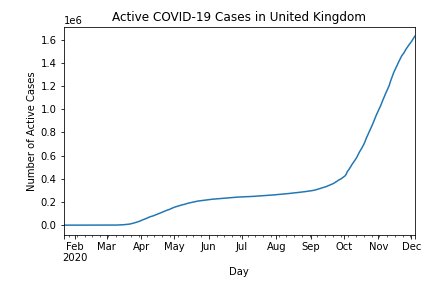 Active COVID-19 Cases in United Kingdom
1e6
1.6
1.4
1.2
1.0
0.8
0.6
0.4
0.2
0.0
Number of Active Cases
Feb Mar Apr May Jun Jul Aug Sep Oct Nov Dec
2020
Day